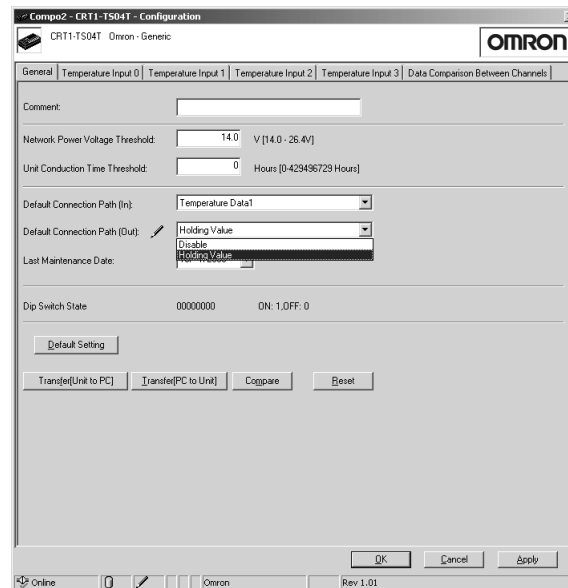 Compo2 - CRT1-TS04T - Configuration
CRT1-TS04T Omron - Generic
OMRON
General Temperature Input 0 Temperature Input 1 Temperature Input 2 Temperature Input 3 Data Comparison Between Channels
Comment:
Network Power Voltage Threshold: 14.0 V [14.0 - 26.4V]
Unit Conduction Time Threshold: 0 Hours [0-429496729 Hours]
Default Connection Path (In): Temperature Data1
Default Connection Path (Out): Holding Value
Disable
Holding Value
Last Maintenance Date:
Dip Switch State 00000000 ON: 1,OFF: 0
Default Setting
Transfer[Unit to PC] Transfer[PC to Unit] Compare Reset
OK Cancel Apply
Online Omron Rev 1.01